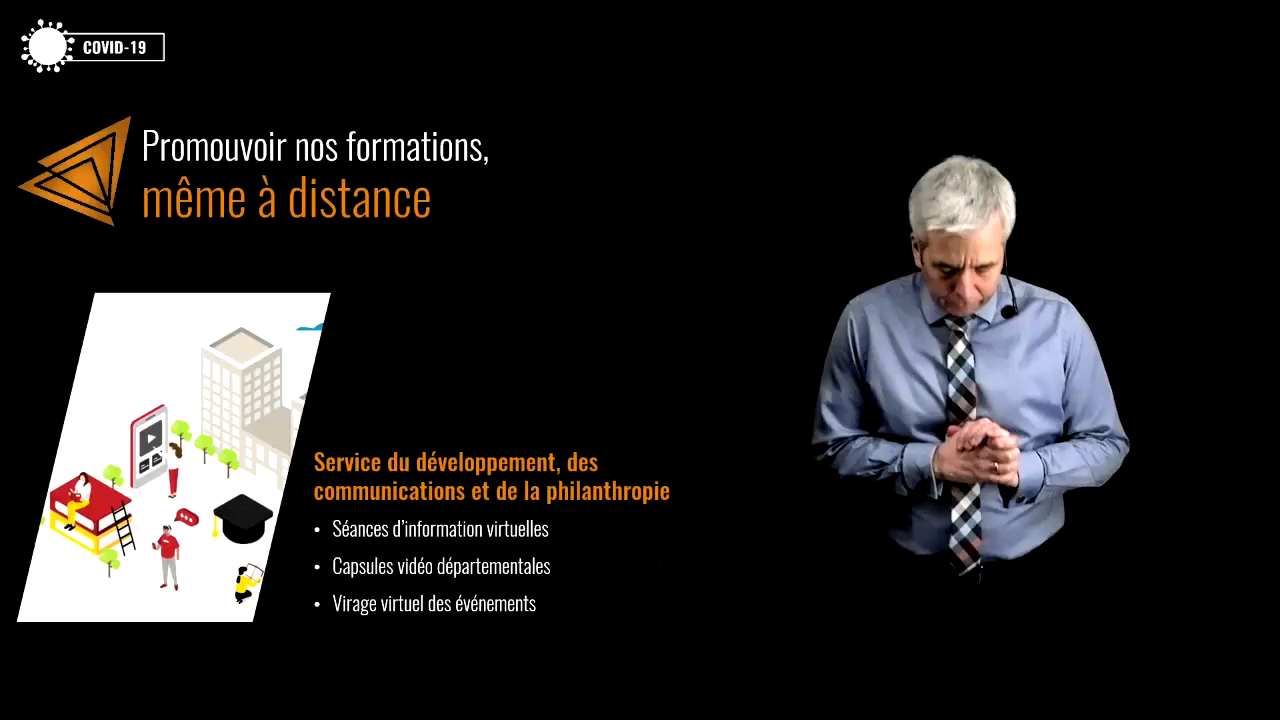 COVID-19
Promouvoir nos formations,
même à distance
Service du développement, des
communications et de la philanthropie
• Séances d'information virtuelles
• Capsules vidéo départementales
• Virage virtuel des événements